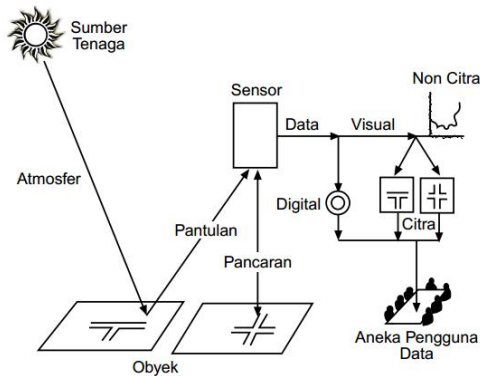 Sumber
Tenaga
Non Citra
Sensor
Data
Visual
Atmosfer
Digital
Citra
Pantulan
Pancaran
Aneka Pengguna
Data
Obyek